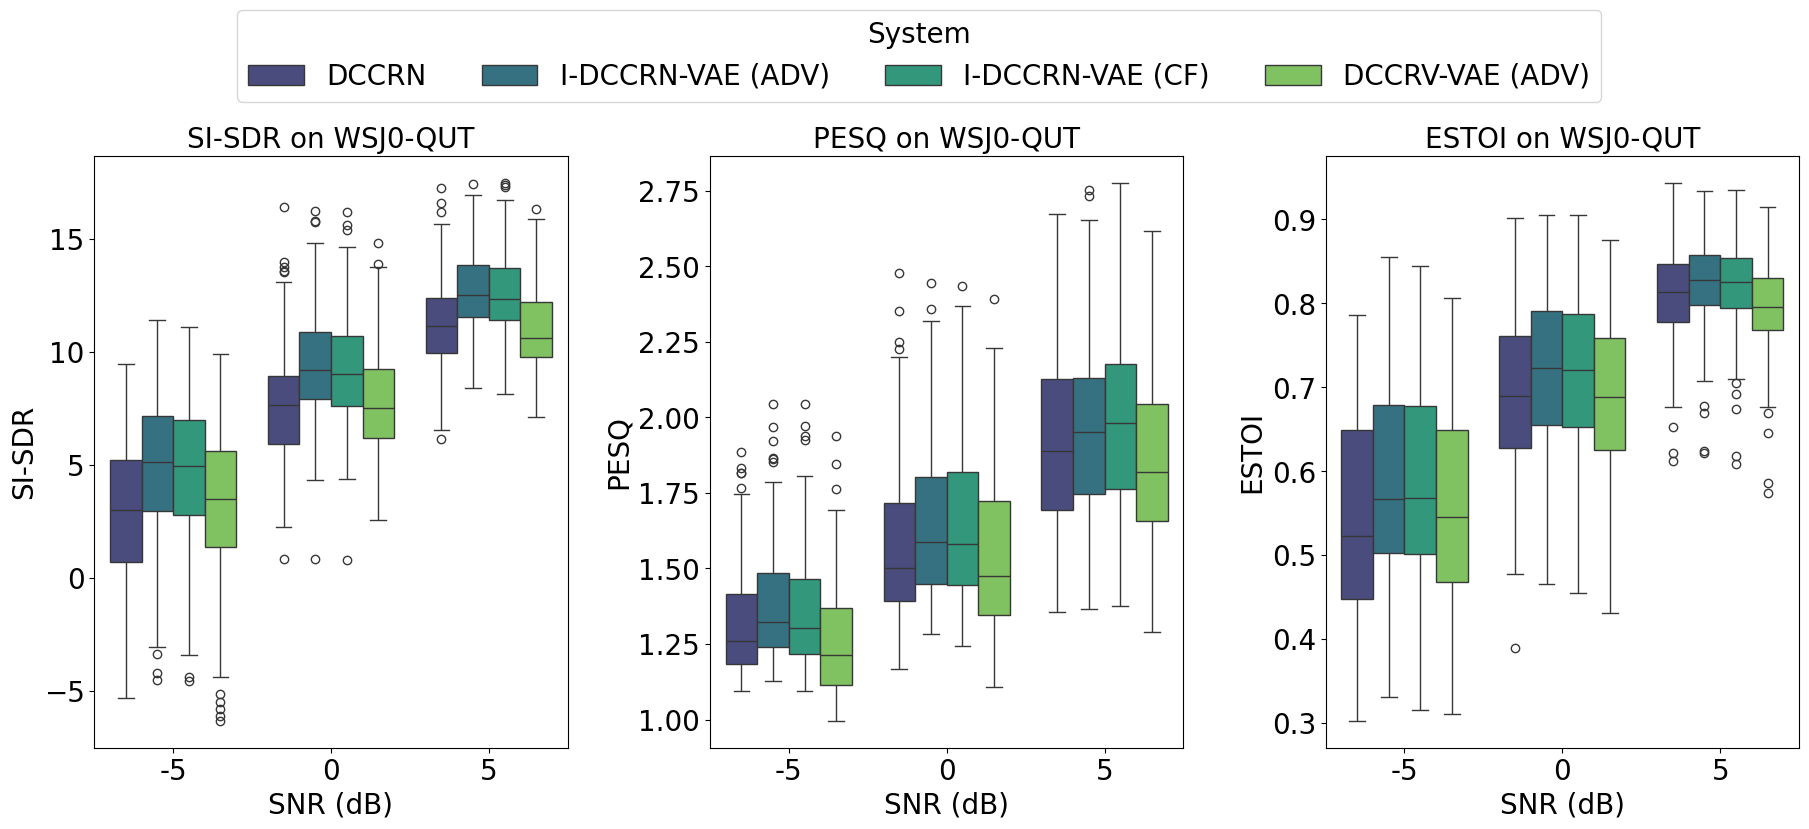 System
DCCRN
I-DCCRN-VAE (ADV)
I-DCCRN-VAE (CF)
DCCRV-VAE (ADV)
SI-SDR on WSJ0-QUT
SI-SDR
15
10
5
0
−5
-5
0
5
SNR (dB)
PESQ on WSJ0-QUT
PESQ
2.75
2.50
2.25
2.00
1.75
1.50
1.25
1.00
-5
0
5
SNR (dB)
ESTOI on WSJ0-QUT
ESTOI
0.9
0.8
0.7
0.6
0.5
0.4
0.3
-5
0
5
SNR (dB)